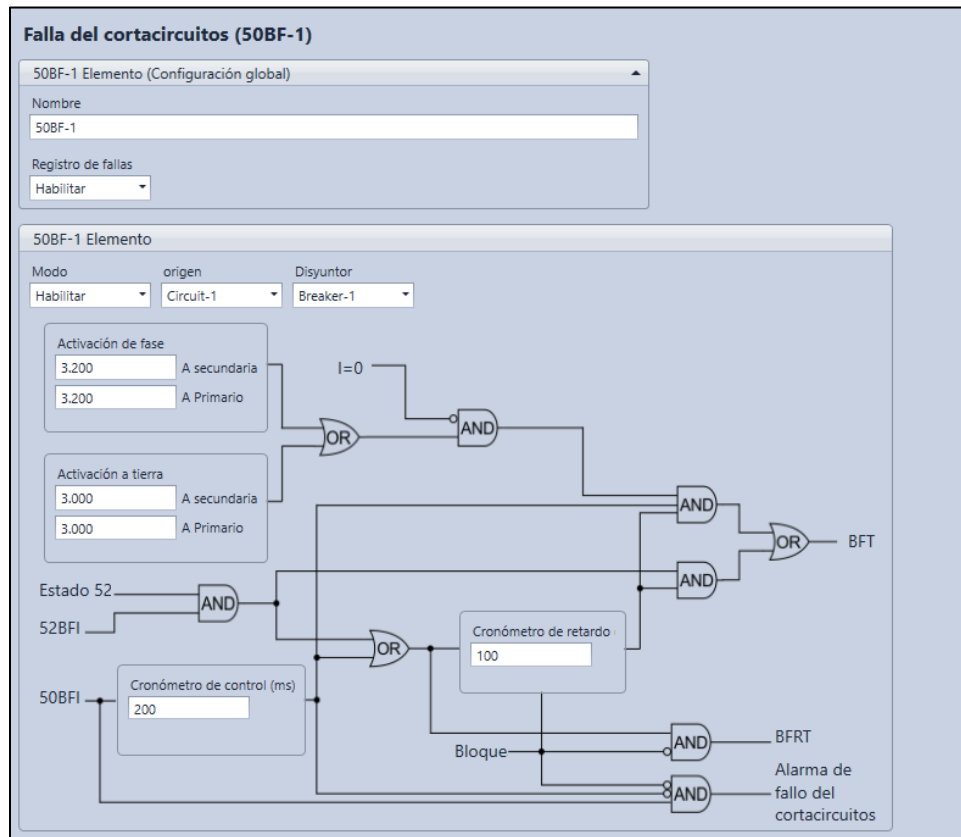 Falla del cortacircuitos (50BF-1)
50BF-1 Elemento (Configuración global)
Nombre
50BF-1
Registro de fallas
Habilitar
50BF-1 Elemento
Modo origen Disyuntor
Habilitar Circuit-1 Breaker-1
Activación de fase
3.200 A secundaria
3.200 A Primario
I=0
OR
AND
Activación a tierra
3.000 A secundaria
3.000 A Primario
AND
OR
BFT
Estado 52
52BFI
AND
AND
OR
Cronómetro de retardo
100
50BFI
Cronómetro de control (ms)
200
Bloque
AND
BFRT
AND
Alarma de
fallo del
cortacircuitos